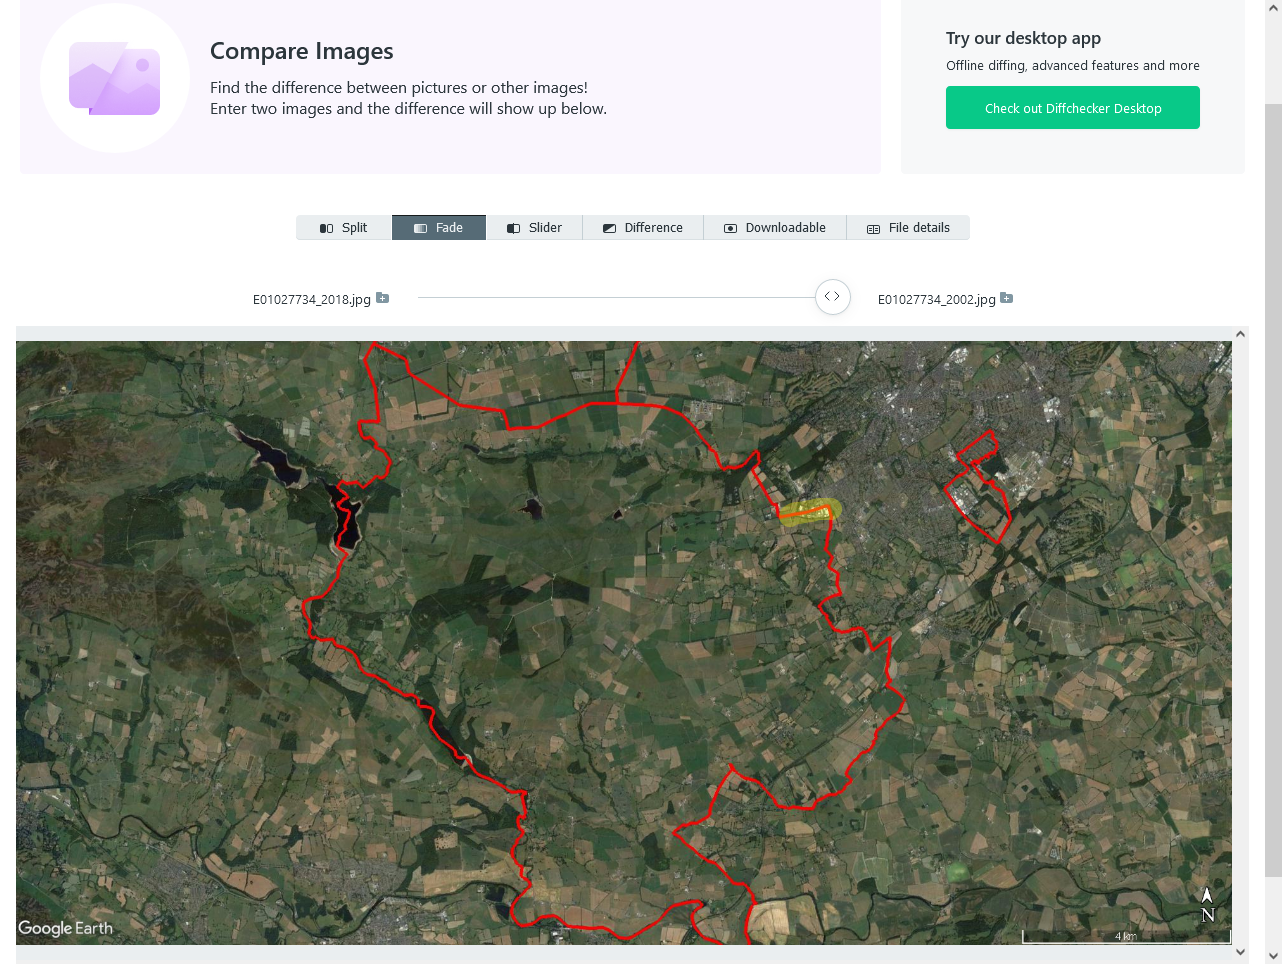 Compare Images
Find the difference between pictures or other images!
Enter two images and the difference will show up below.
Try our desktop app
Offline diffing, advanced features and more
Check out Diffchecker Desktop
Split
Fade
Slider
Difference
Downloadable
File details
E01027734_2018.jpg
E01027734_2002.jpg
N
Google Earth
4 km